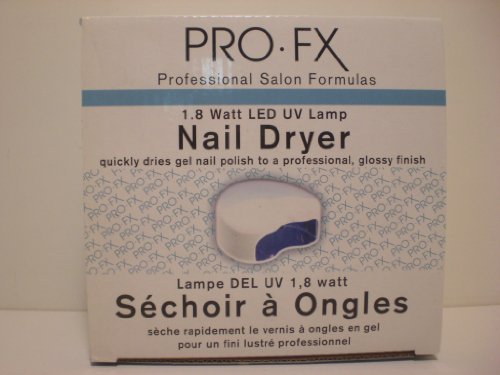 PRO·FX
Professional Salon Formulas
1.8 Watt LED UV Lamp
Nail Dryer
quickly dries gel nail polish to a professional, glossy finish
PRO·FX
Lampe DEL UV 1,8 watt
Séchoir à Ongles
sèche rapidement le vernis à ongles en gel
pour un fini lustré professionnel